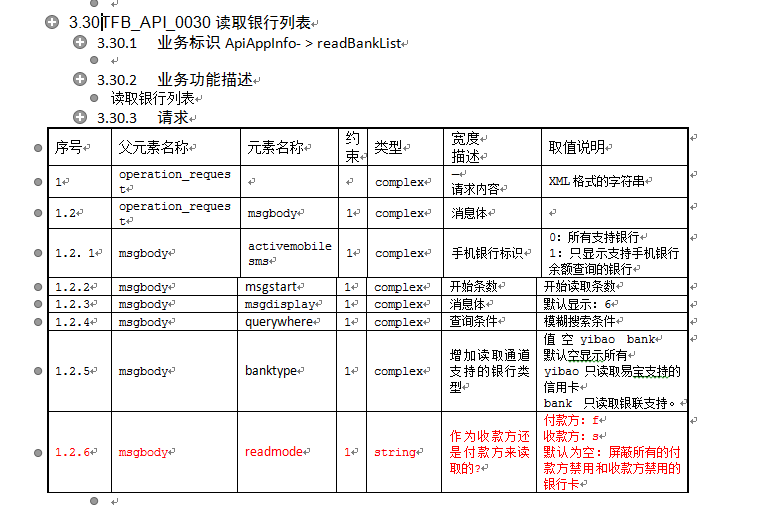 3.30TFB_API_0030 读取银行列表
3.30.1 业务标识 ApiAppInfo- > readBankList
3.30.2 业务功能描述
读取银行列表
3.30.3 请求
序号 父元素名称 元素名称 约束 类型 宽度 描述 取值说明
1 operation_request complex — 请求内容 XML格式的字符串
1.2 operation_request msgbody 1 complex 消息体
1.2. 1 msgbody activemobilesms 1 complex 手机银行标识 0: 所有支持银行
1: 只显示支持手机银行余额查询的银行
1.2.2 msgbody msgstart 1 complex 开始条数 开始读取条数
1.2.3 msgbody msgdisplay 1 complex 消息体 默认显示: 6
1.2.4 msgbody querywhere 1 complex 查询条件 模糊搜索条件
1.2.5 msgbody banktype 1 complex 增加读取通道支持的银行类型 值 空 yibao bank
默认空显示所有
yibao 只读取易宝支持的信用卡
bank 只读取银联支持。
1.2.6 msgbody readmode 1 string 作为收款方还是付款方来读取的? 付款方: f
收款方: s
默认为空: 屏蔽所有的付款方禁用和收款方禁用的银行卡